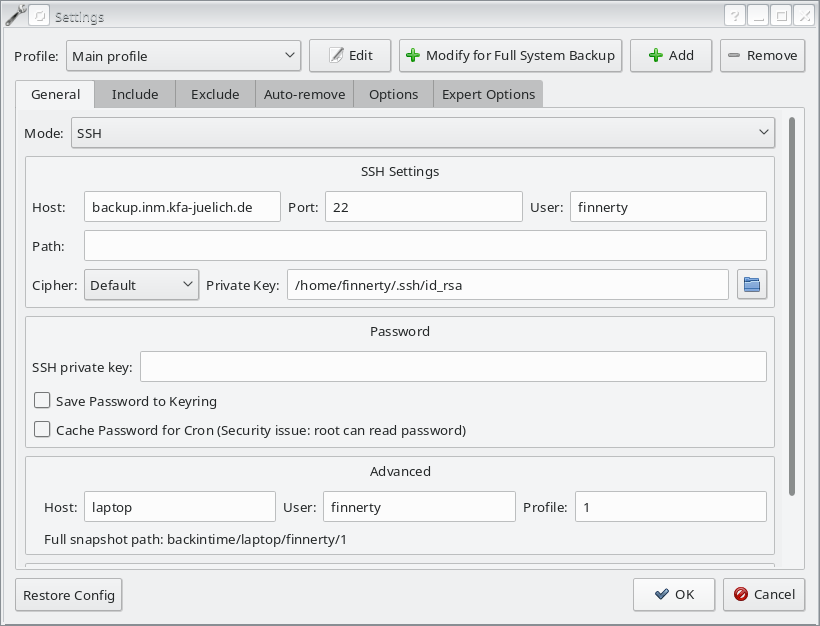 Settings
Profile: Main profile Edit Modify for Full System Backup Add Remove
General Include Exclude Auto-remove Options Expert Options
Mode: SSH
SSH Settings
Host: backup.inm.kfa-juelich.de Port: 22 User: finnerty
Path:
Cipher: Default Private Key: /home/finnerty/.ssh/id_rsa
Password
SSH private key:
Save Password to Keyring
Cache Password for Cron (Security issue: root can read password)
Advanced
Host: laptop User: finnerty Profile: 1
Full snapshot path: backintime/laptop/finnerty/1
Restore Config OK Cancel